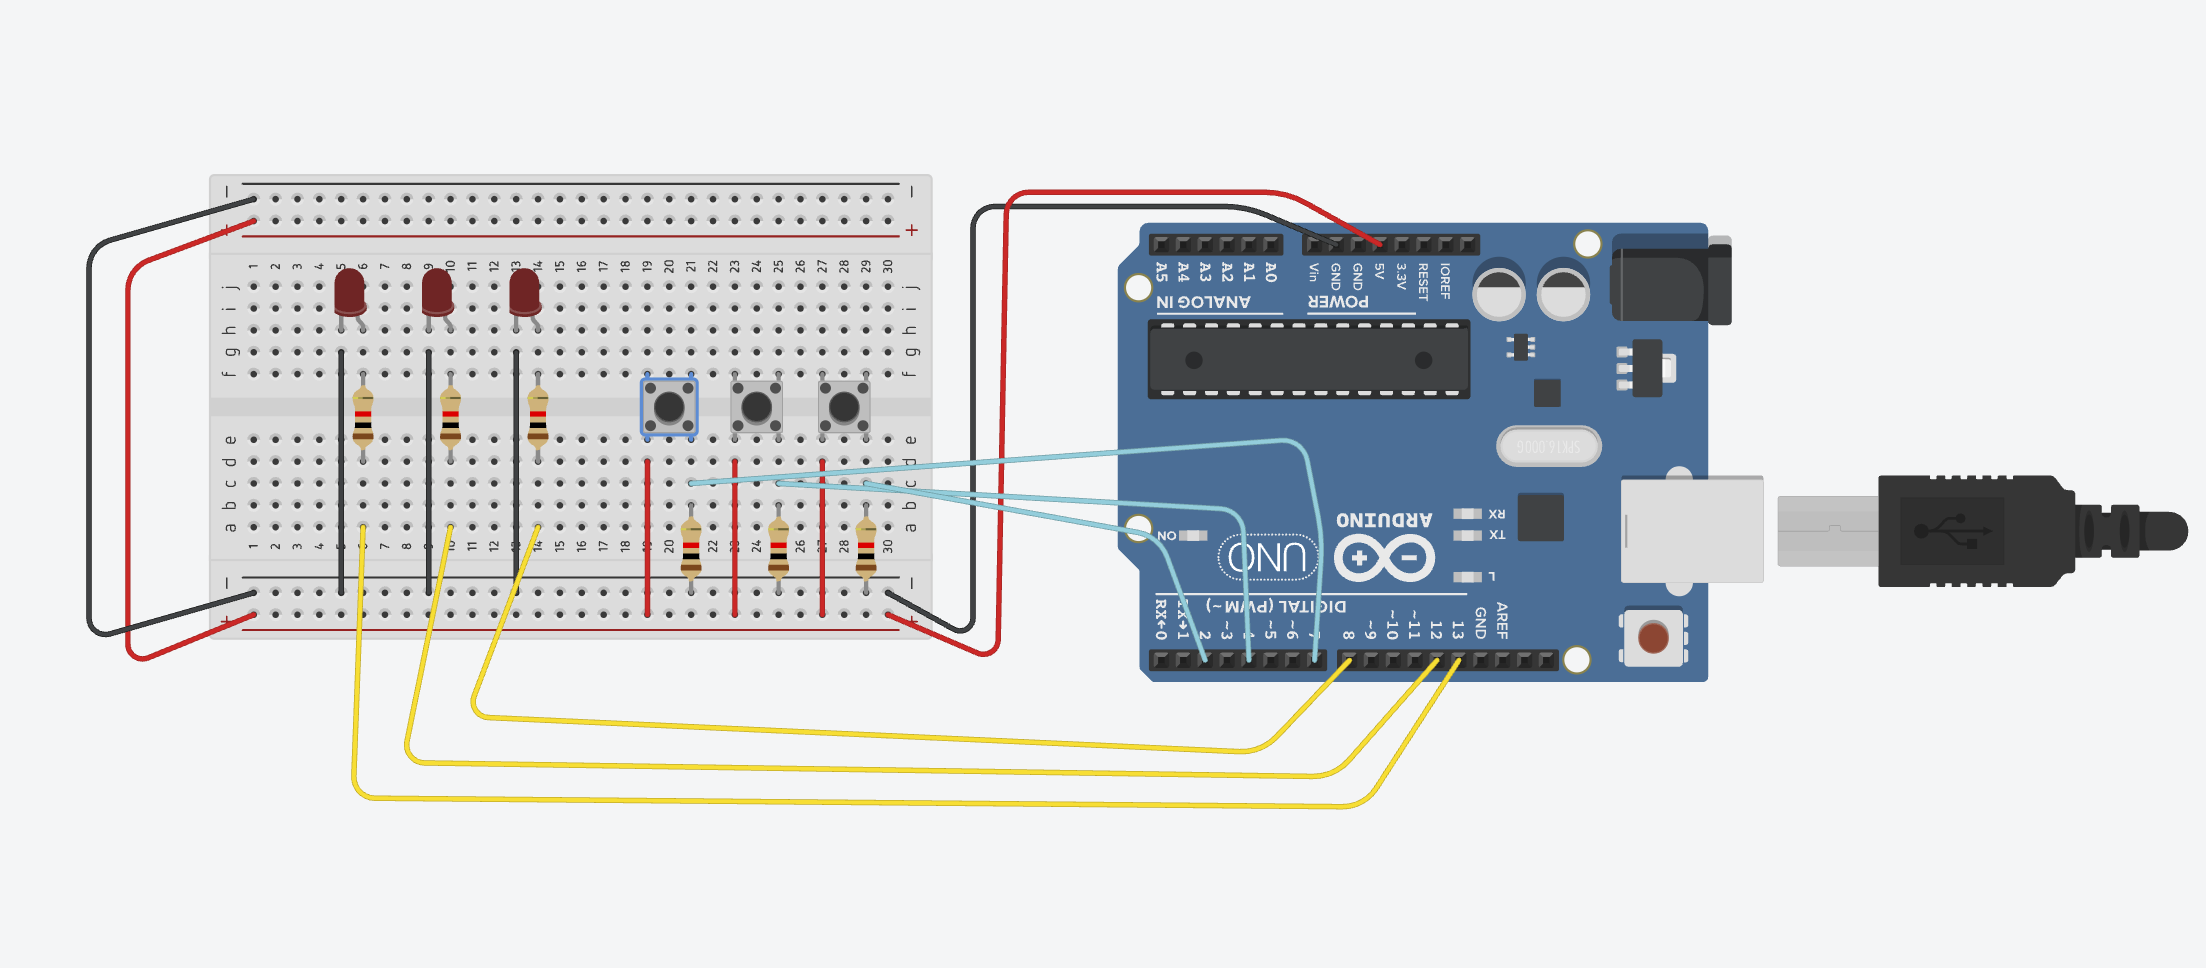 − −
+ +
1 2 3 4 5 6 7 8 9 10 11 12 13 14 15 16 17 18 19 20 21 22 23 24 25 26 27 28 29 30
j j
i i
h h
g g
f f
e e
d d
c c
b b
a a
1 2 3 4 5 6 7 8 9 10 11 12 13 14 15 16 17 18 19 20 21 22 23 24 25 26 27 28 29 30
− −
+ +
A5 A4 A3 A2 A1 A0
ANALOG IN
Vin GND GND 5V 3.3V RESET IOREF
POWER
SPK16.000G
ARDUINO
UNO
ON
RX
TX
L
DIGITAL (PWM~)
RX←0 TX→1 2 ~3 4 ~5 ~6 7 8 ~9 ~10 ~11 12 13 GND AREF